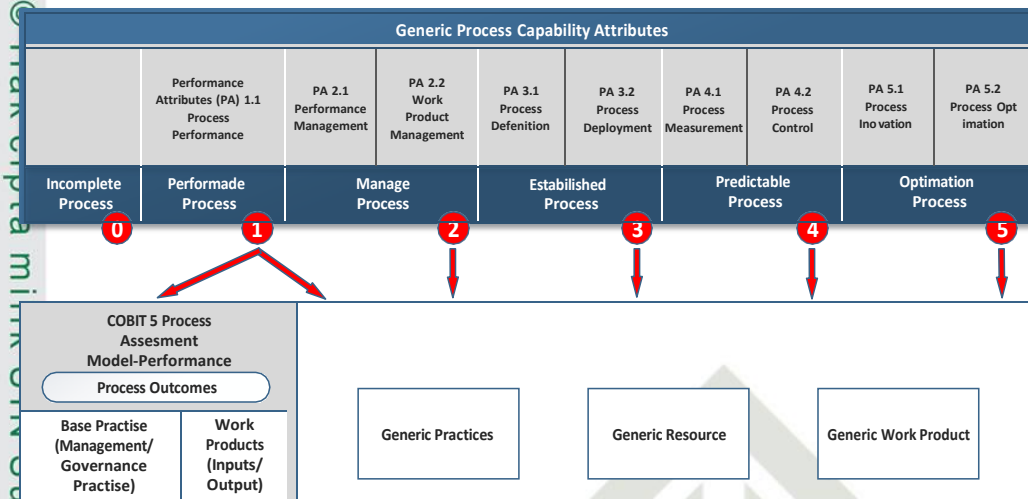 Generic Process Capability Attributes
Performance
Attributes (PA) 1.1
Process
Performance
PA 2.1
Performance
Management
PA 2.2
Work
Product
Management
PA 3.1
Process
Defenition
PA 3.2
Process
Deployment
PA 4.1
Process
Measurement
PA 4.2
Process
Control
PA 5.1
Process
Ino vation
PA 5.2
Process Opt
imation
Incomplete
Process
Performade
Process
Manage
Process
Estabilished
Process
Predictable
Process
Optimation
Process
0
1
2
3
4
5
COBIT 5 Process
Assesment
Model-Performance
Process Outcomes
Base Practise
(Management/
Governance
Practise)
Work
Products
(Inputs/
Output)
Generic Practices
Generic Resource
Generic Work Product